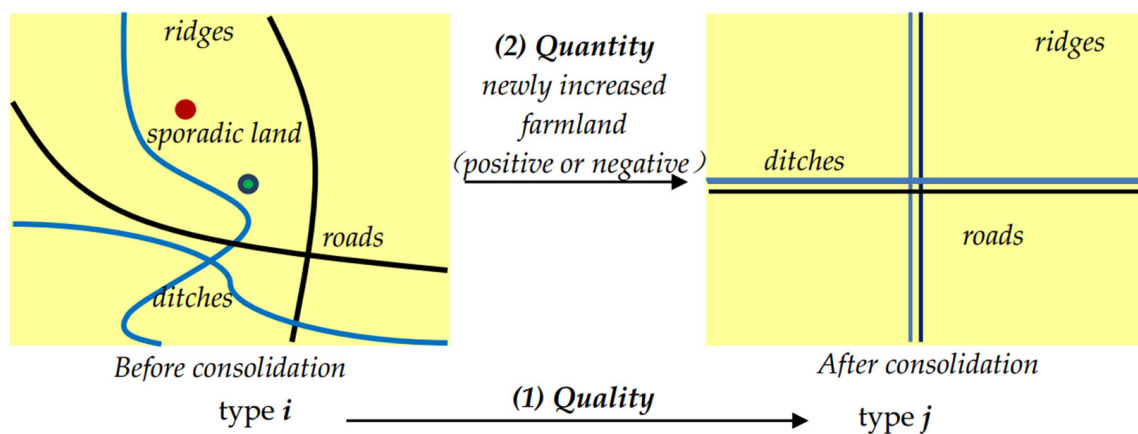 ridges
sporadic land
roads
ditches
Before consolidation
type i
(2) Quantity
newly increased
farmland
(positive or negative)
(1) Quality
ridges
ditches
roads
After consolidation
type j